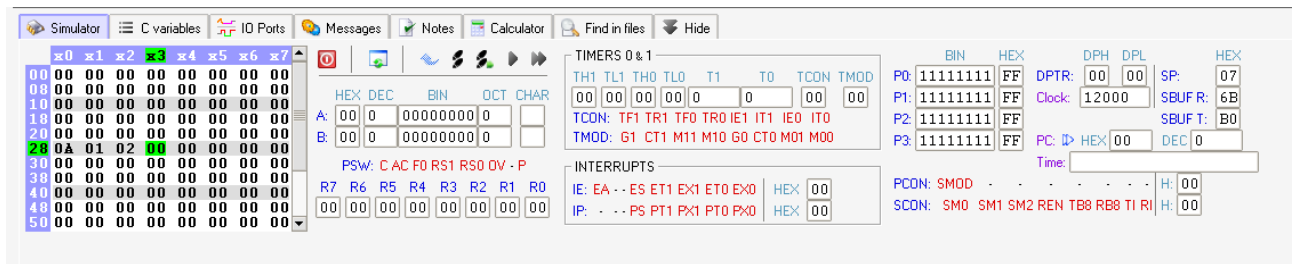 Simulator C variables IO Ports Messages Notes Calculator Find in files Hide
x0 x1 x2 x3 x4 x5 x6 x7
00 00 00 00 00 00 00 00 00
08 00 00 00 00 00 00 00 00
10 00 00 00 00 00 00 00 00
18 00 00 00 00 00 00 00 00
20 00 00 00 00 00 00 00 00
28 0A 01 02 00 00 00 00 00
30 00 00 00 00 00 00 00 00
38 00 00 00 00 00 00 00 00
40 00 00 00 00 00 00 00 00
48 00 00 00 00 00 00 00 00
50 00 00 00 00 00 00 00 00
HEX DEC BIN OCT CHAR
A: 00 0 00000000 0
B: 00 0 00000000 0
PSW: C AC F0 RS1 RS0 OV - P
R7 R6 R5 R4 R3 R2 R1 R0
00 00 00 00 00 00 00 00
TIMERS 0 & 1
TH1 TL1 TH0 TL0 T1 T0 TCON TMOD
00 00 00 00 0 0 00 00
TCON: TF1 TR1 TF0 TR0 IE1 IT1 IE0 IT0
TMOD: G1 CT1 M11 M10 G0 CT0 M01 M00
INTERRUPTS
IE: EA - - ES ET1 EX1 ET0 EX0 HEX 00
IP: - - - PS PT1 PX1 PT0 PX0 HEX 00
BIN HEX
P0: 11111111 FF
P1: 11111111 FF
P2: 11111111 FF
P3: 11111111 FF
DPH DPL
DPTR: 00 00
Clock: 12000
HEX
SP: 07
SBUF R: 6B
SBUF T: B0
PC: HEX 00 DEC 0
Time:
PCON: SMOD - - - - - - - H: 00
SCON: SM0 SM1 SM2 REN TB8 RB8 TI RI H: 00